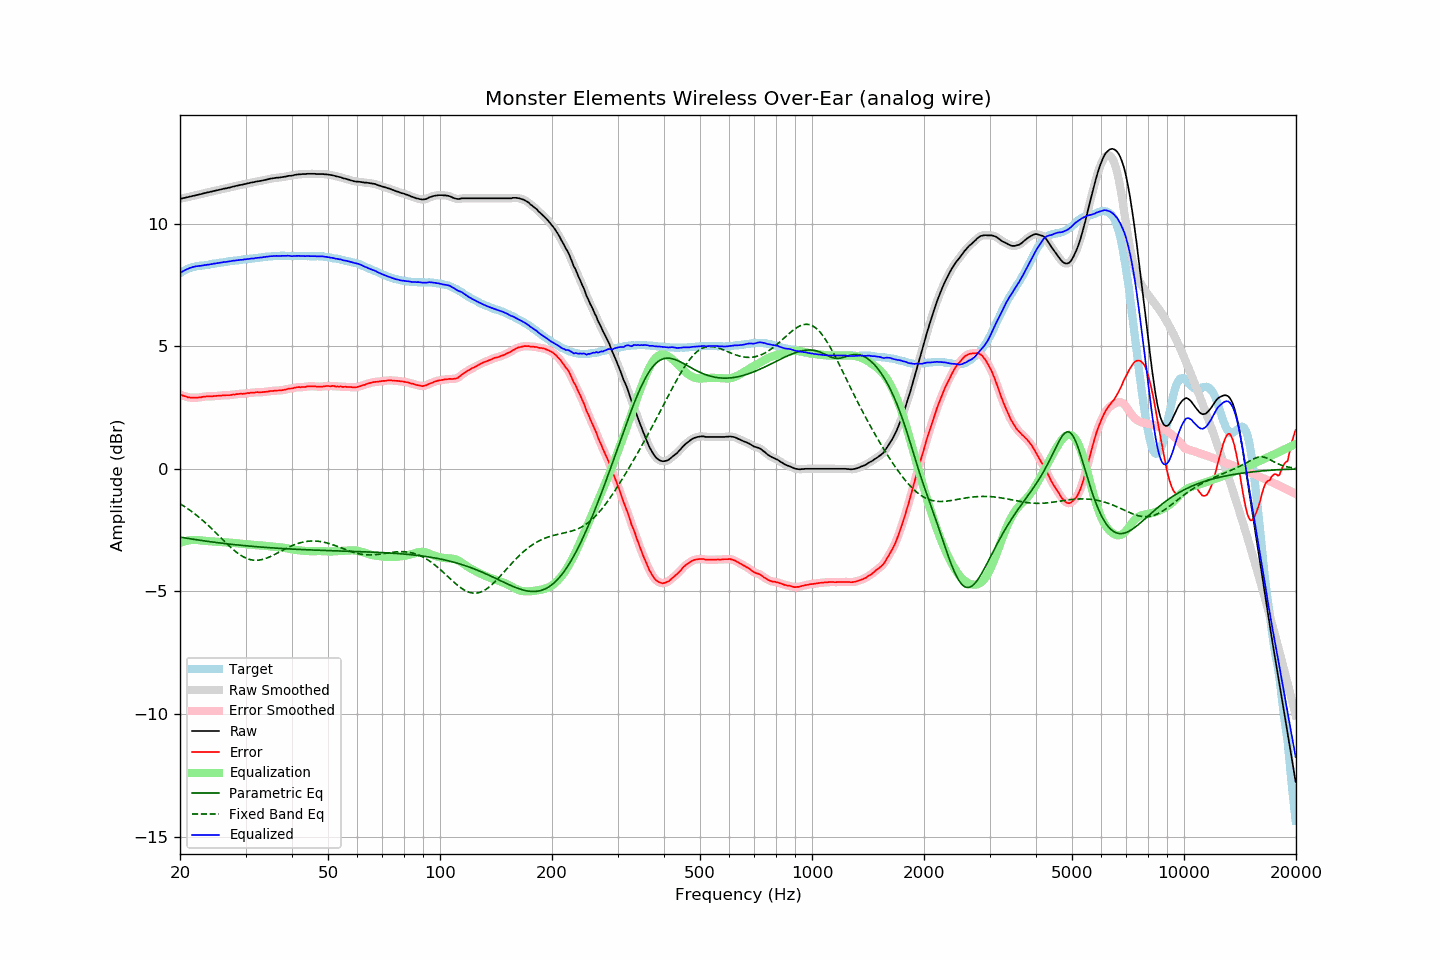 Monster Elements Wireless Over-Ear (analog wire)
Amplitude (dBr)
10
5
0
−5
−10
−15
Target
Raw Smoothed
Error Smoothed
Raw
Error
Equalization
Parametric Eq
Fixed Band Eq
Equalized
20 50 100 200 500 1000 2000 5000 10000 20000
Frequency (Hz)